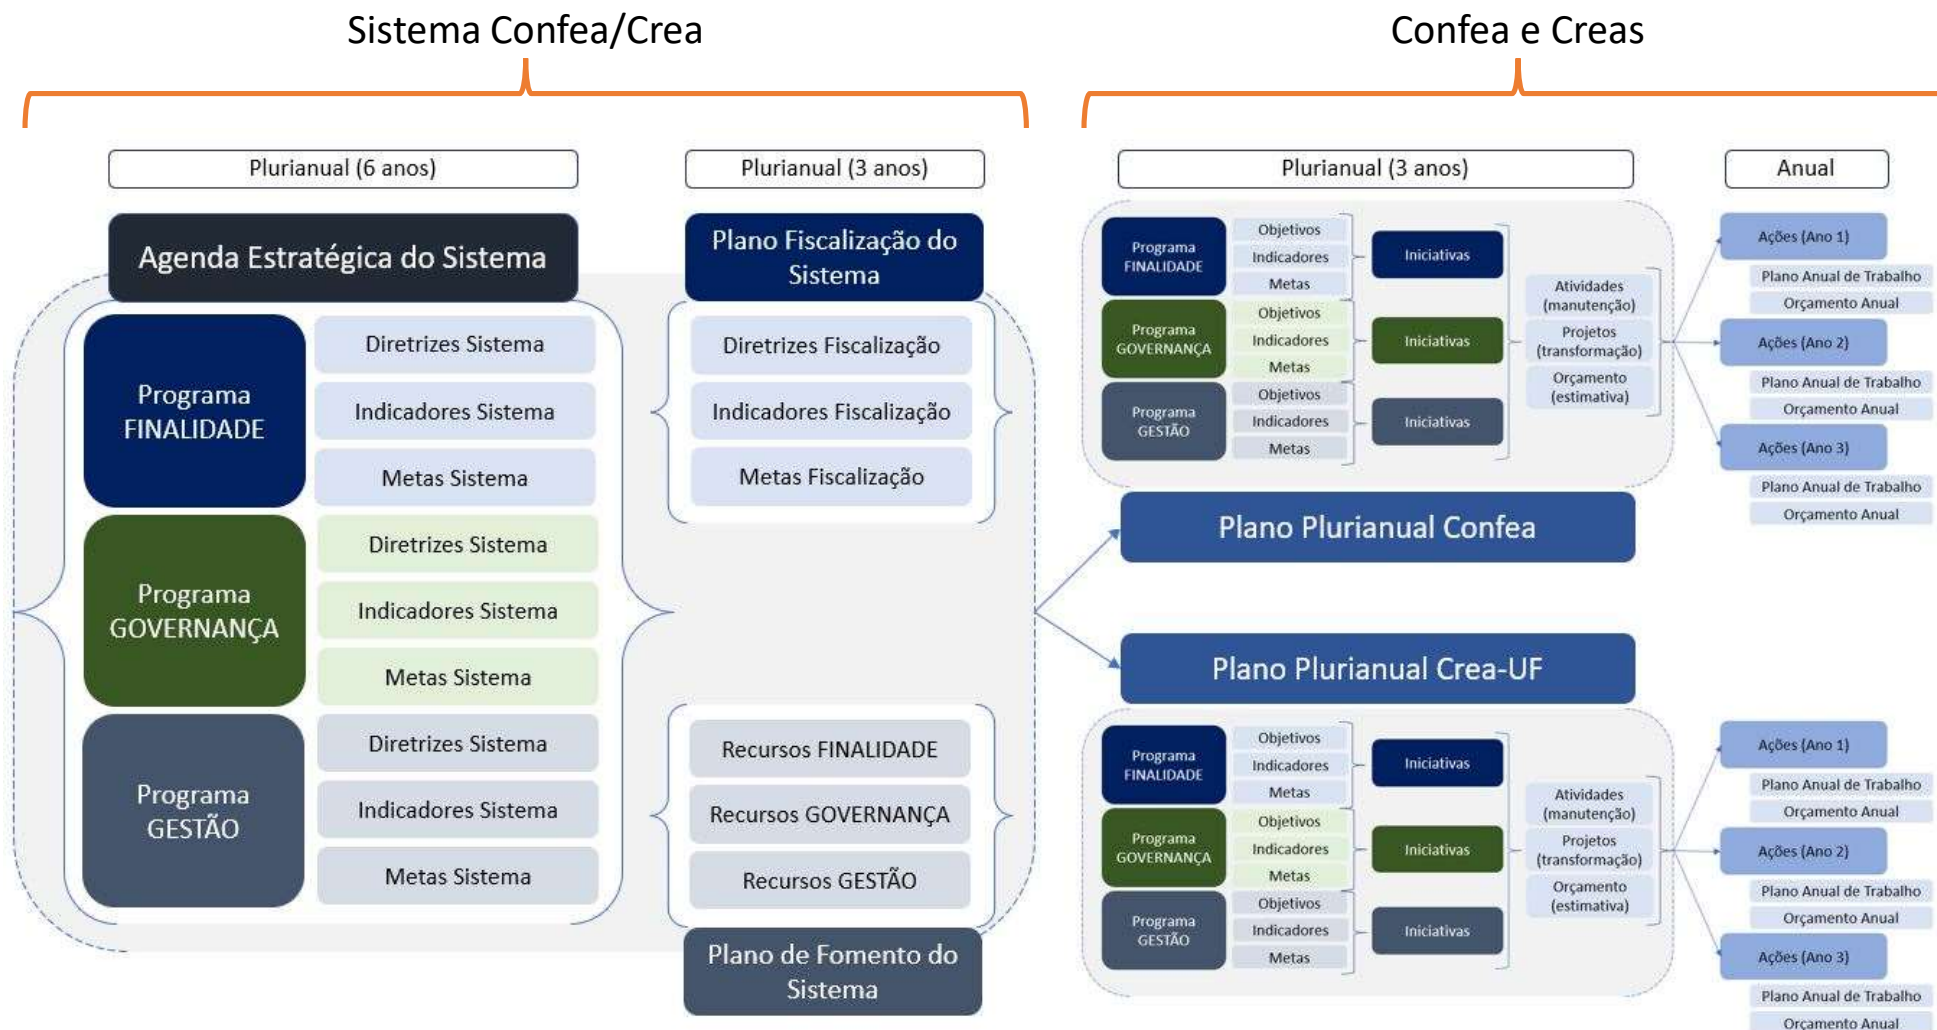 Sistema Confea/Crea
Confea e Creas
Plurianual (6 anos)
Plurianual (3 anos)
Plurianual (3 anos)
Anual
Agenda Estratégica do Sistema
Programa
FINALIDADE
Diretrizes Sistema
Indicadores Sistema
Metas Sistema
Programa
GOVERNANÇA
Diretrizes Sistema
Indicadores Sistema
Metas Sistema
Programa
GESTÃO
Diretrizes Sistema
Indicadores Sistema
Metas Sistema
Plano Fiscalização do
Sistema
Diretrizes Fiscalização
Indicadores Fiscalização
Metas Fiscalização
Recursos FINALIDADE
Recursos GOVERNANÇA
Recursos GESTÃO
Plano de Fomento do
Sistema
Programa
FINALIDADE
Objetivos
Indicadores
Metas
Iniciativas
Programa
GOVERNANÇA
Objetivos
Indicadores
Metas
Iniciativas
Programa
GESTÃO
Objetivos
Indicadores
Metas
Iniciativas
Atividades
(manutenção)
Projetos
(transformação)
Orçamento
(estimativa)
Ações (Ano 1)
Plano Anual de Trabalho
Orçamento Anual
Ações (Ano 2)
Plano Anual de Trabalho
Orçamento Anual
Ações (Ano 3)
Plano Anual de Trabalho
Orçamento Anual
Plano Plurianual Confea
Plano Plurianual Crea-UF
Programa
FINALIDADE
Objetivos
Indicadores
Metas
Iniciativas
Programa
GOVERNANÇA
Objetivos
Indicadores
Metas
Iniciativas
Programa
GESTÃO
Objetivos
Indicadores
Metas
Iniciativas
Atividades
(manutenção)
Projetos
(transformação)
Orçamento
(estimativa)
Ações (Ano 1)
Plano Anual de Trabalho
Orçamento Anual
Ações (Ano 2)
Plano Anual de Trabalho
Orçamento Anual
Ações (Ano 3)
Plano Anual de Trabalho
Orçamento Anual